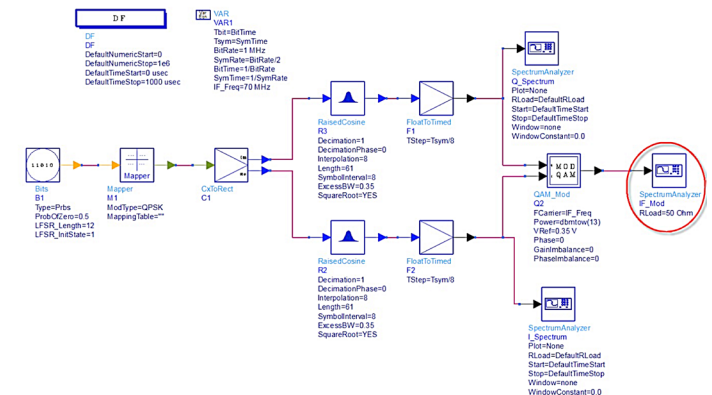 DF
DF
DF
DefaultNumericStart=0
DefaultNumericStop=1e6
DefaultTimeStart=0 usec
DefaultTimeStop=1000 usec
VAR
VAR1
Tbit=BitTime
Tsym=SymTime
BitRate=1 MHz
SymRate=BitRate/2
BitTime=1/BitRate
SymTime=1/SymRate
IF_Freq=70 MHz
SpectrumAnalyzer
Q_Spectrum
Plot=None
RLoad=DefaultRLoad
Start=DefaultTimeStart
Stop=DefaultTimeStop
Window=none
WindowConstant=0.0
RaisedCosine
R3
Decimation=1
DecimationPhase=0
Interpolation=8
Length=61
SymbolInterval=8
ExcessBW=0.35
SquareRoot=YES
FloatToTimed
F1
TStep=Tsym/8
11010
Bits
B1
Type=Prbs
ProbOfZero=0.5
LFSR_Length=12
LFSR_InitState=1
Mapper
Mapper
M1
ModType=QPSK
MappingTable=""
CxToRect
C1
MOD
QAM
QAM_Mod
Q2
FCarrier=IF_Freq
Power=dbmtow(13)
VRef=0.35 V
Phase=0
GainImbalance=0
PhaseImbalance=0
SpectrumAnalyzer
IF_Mod
RLoad=50 Ohm
RaisedCosine
R2
Decimation=1
DecimationPhase=0
Interpolation=8
Length=61
SymbolInterval=8
ExcessBW=0.35
SquareRoot=YES
FloatToTimed
F2
TStep=Tsym/8
SpectrumAnalyzer
I_Spectrum
Plot=None
RLoad=DefaultRLoad
Start=DefaultTimeStart
Stop=DefaultTimeStop
Window=none
WindowConstant=0.0